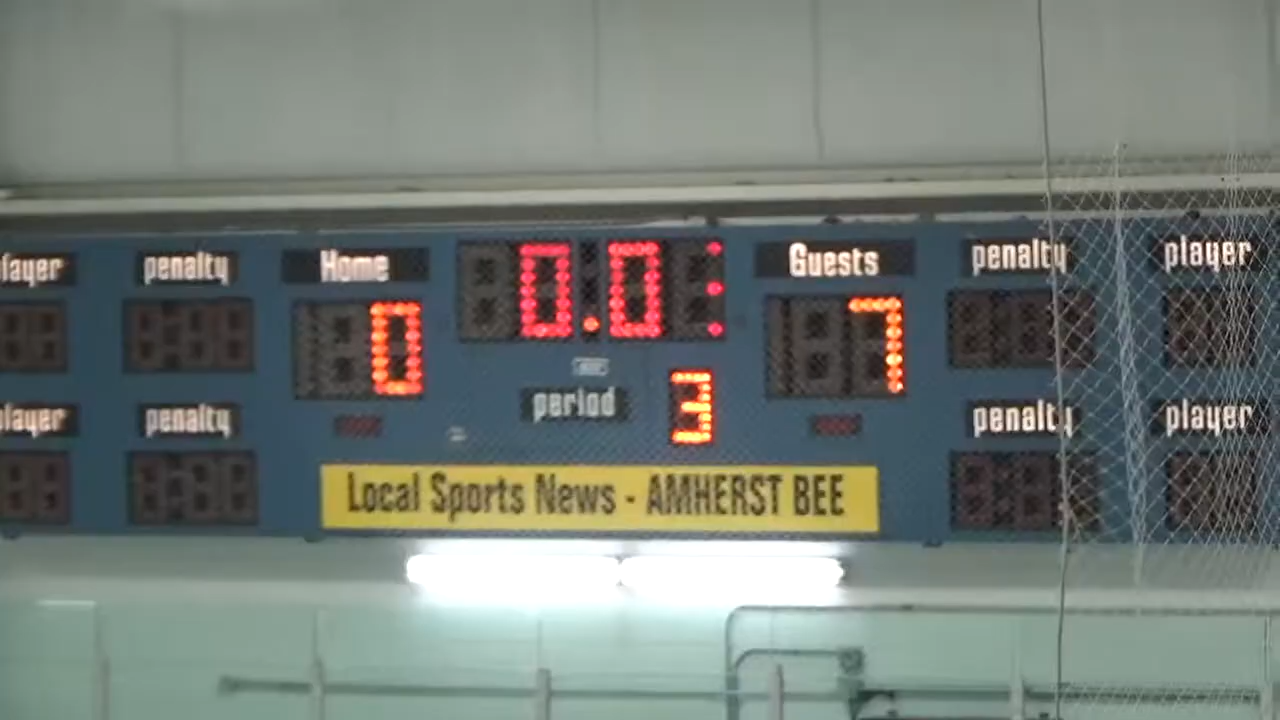 player penalty Home 0.0 Guests penalty player
0 7
period 3
player penalty penalty player
Local Sports News - AMHERST BEE